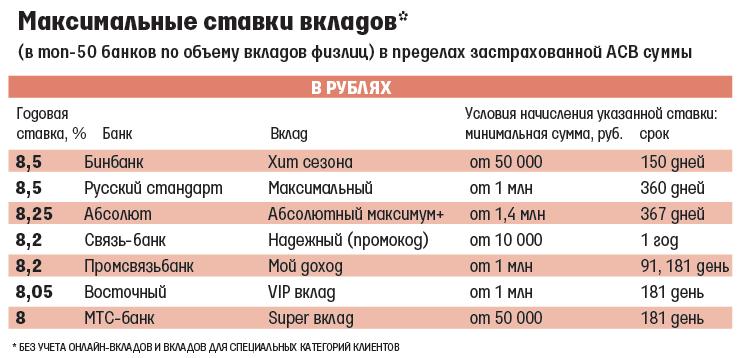 Максимальные ставки вкладов*
(в топ-50 банков по объему вкладов физлиц) в пределах застрахованной АСВ суммы
В РУБЛЯХ
Годовая Условия начисления указанной ставки:
ставка, % Банк Вклад минимальная сумма, руб. срок
8,5 Бинбанк Хит сезона от 50 000 150 дней
8,5 Русский стандарт Максимальный от 1 млн 360 дней
8,25 Абсолют Абсолютный максимум+ от 1,4 млн 367 дней
8,2 Связь-банк Надежный (промокод) от 10 000 1 год
8,2 Промсвязьбанк Мой доход от 1 млн 91, 181 день
8,05 Восточный VIP вклад от 1 млн 181 день
8 МТС-банк Super вклад от 50 000 181 день
* БЕЗ УЧЕТА ОНЛАЙН-ВКЛАДОВ И ВКЛАДОВ ДЛЯ СПЕЦИАЛЬНЫХ КАТЕГОРИЙ КЛИЕНТОВ